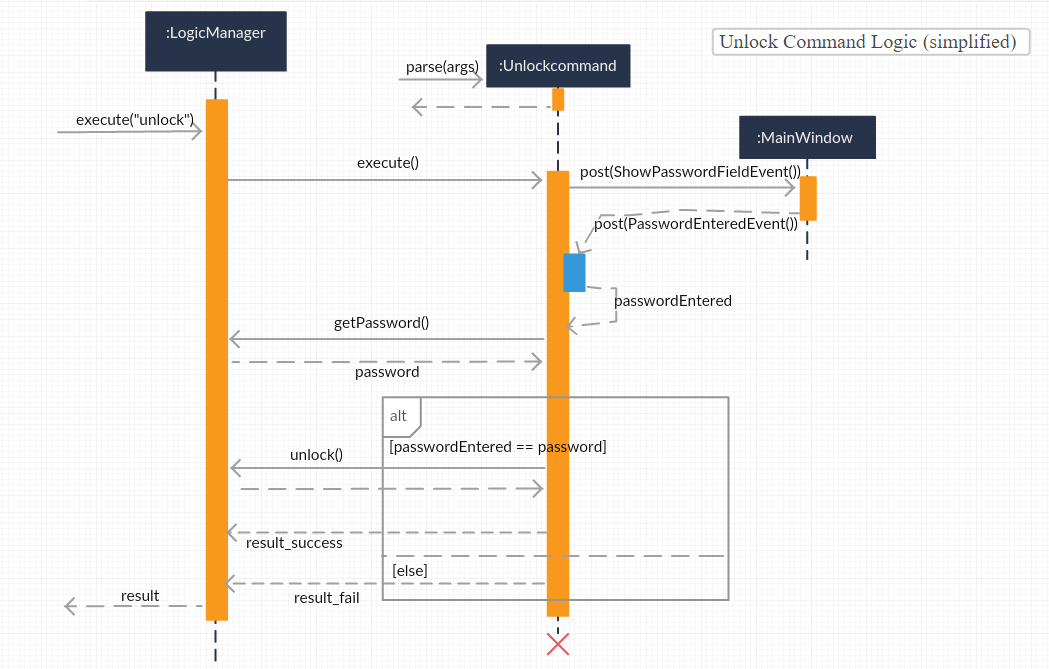 :LogicManager
Unlock Command Logic (simplified)
parse(args)
:Unlockcommand
execute("unlock")
:MainWindow
execute()
post(ShowPasswordFieldEvent())
post(PasswordEnteredEvent())
passwordEntered
getPassword()
password
alt
[passwordEntered == password]
unlock()
result_success
[else]
result
result_fail